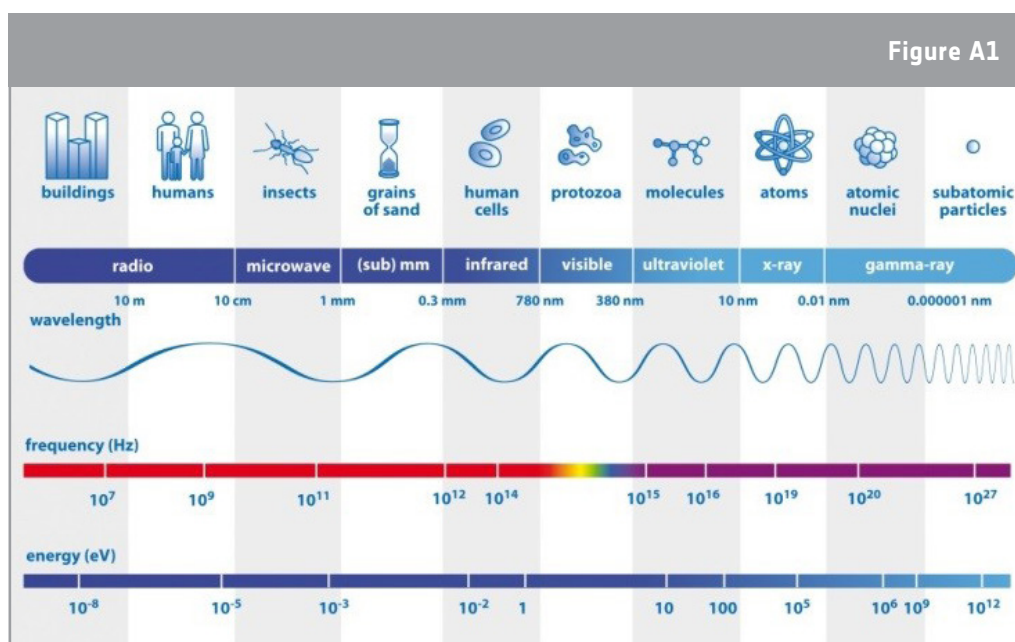 Figure A1
buildings humans insects grains of sand human cells protozoa molecules atoms atomic nuclei subatomic particles
radio microwave (sub) mm infrared visible ultraviolet x-ray gamma-ray
10 m 10 cm 1 mm 0.3 mm 780 nm 380 nm 10 nm 0.01 nm 0.000001 nm
wavelength
frequency (Hz)
10⁷ 10⁹ 10¹¹ 10¹² 10¹⁴ 10¹⁵ 10¹⁶ 10¹⁹ 10²⁰ 10²⁷
energy (eV)
10⁻⁸ 10⁻⁵ 10⁻³ 10⁻² 1 10 100 10⁵ 10⁶ 10⁹ 10¹²